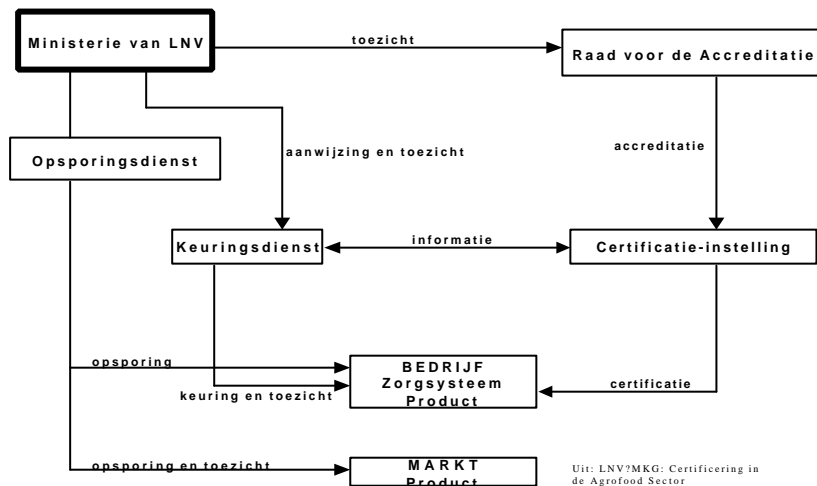 Ministerie van LNV
toezicht
Raad voor de Accreditatie
Opsporingsdienst
aanwijzing en toezicht
accreditatie
Keuringsdienst
informatie
Certificatie-instelling
opsporing
BEDRIJF
Zorgsysteem
Product
keuring en toezicht
certificatie
opsporing en toezicht
MARKT
Product
Uit: LNV?MKG: Certificering in
de Agrofood Sector